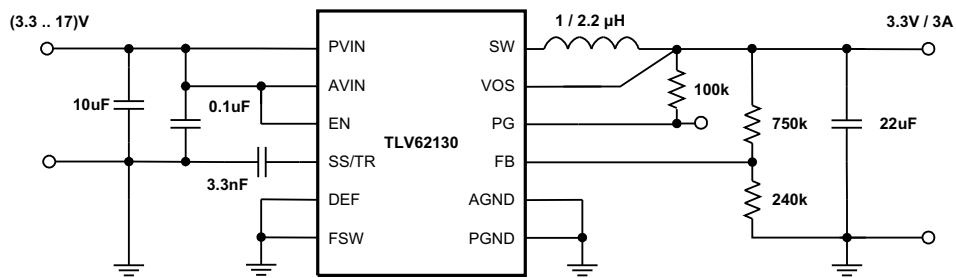 (3.3 .. 17)V
1 / 2.2 µH
3.3V / 3A
PVIN
SW
AVIN
VOS
100k
10uF
0.1uF
EN
PG
TLV62130
750k
22uF
SS/TR
FB
3.3nF
DEF
AGND
240k
FSW
PGND